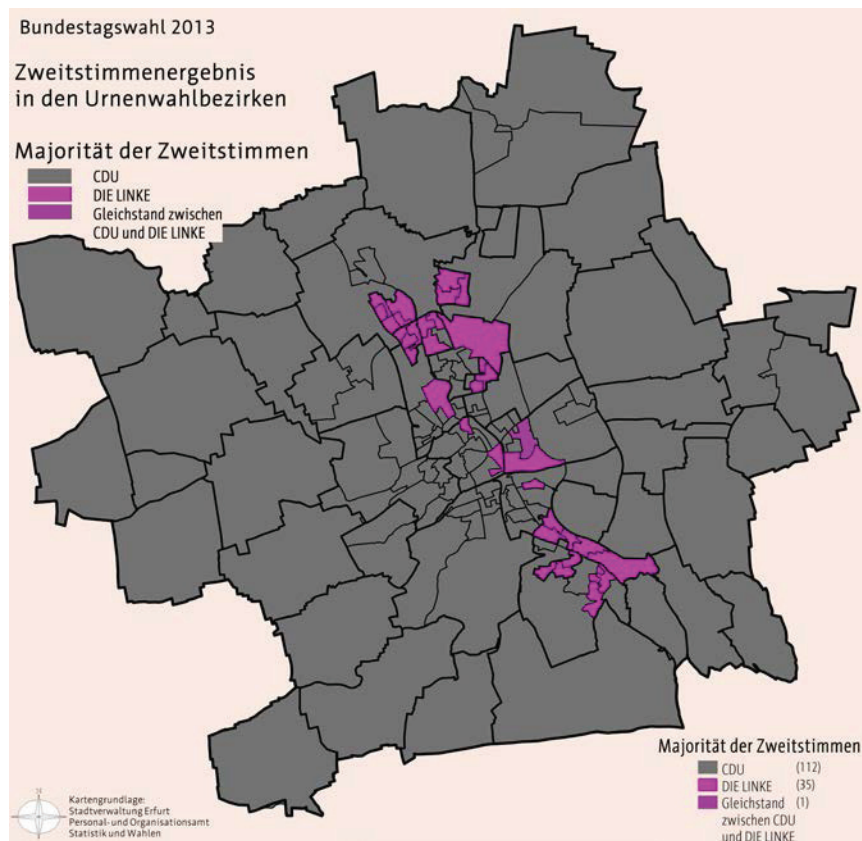 Bundestagswahl 2013
Zweitstimmenergebnis
in den Urnenwahlbezirken
Majorität der Zweitstimmen
CDU
DIE LINKE
Gleichstand zwischen
CDU und DIE LINKE
Majorität der Zweitstimmen
CDU (112)
DIE LINKE (35)
Gleichstand (1)
zwischen CDU
und DIE LINKE
N
Kartengrundlage:
Stadtverwaltung Erfurt
Personal- und Organisationsamt
Statistik und Wahlen